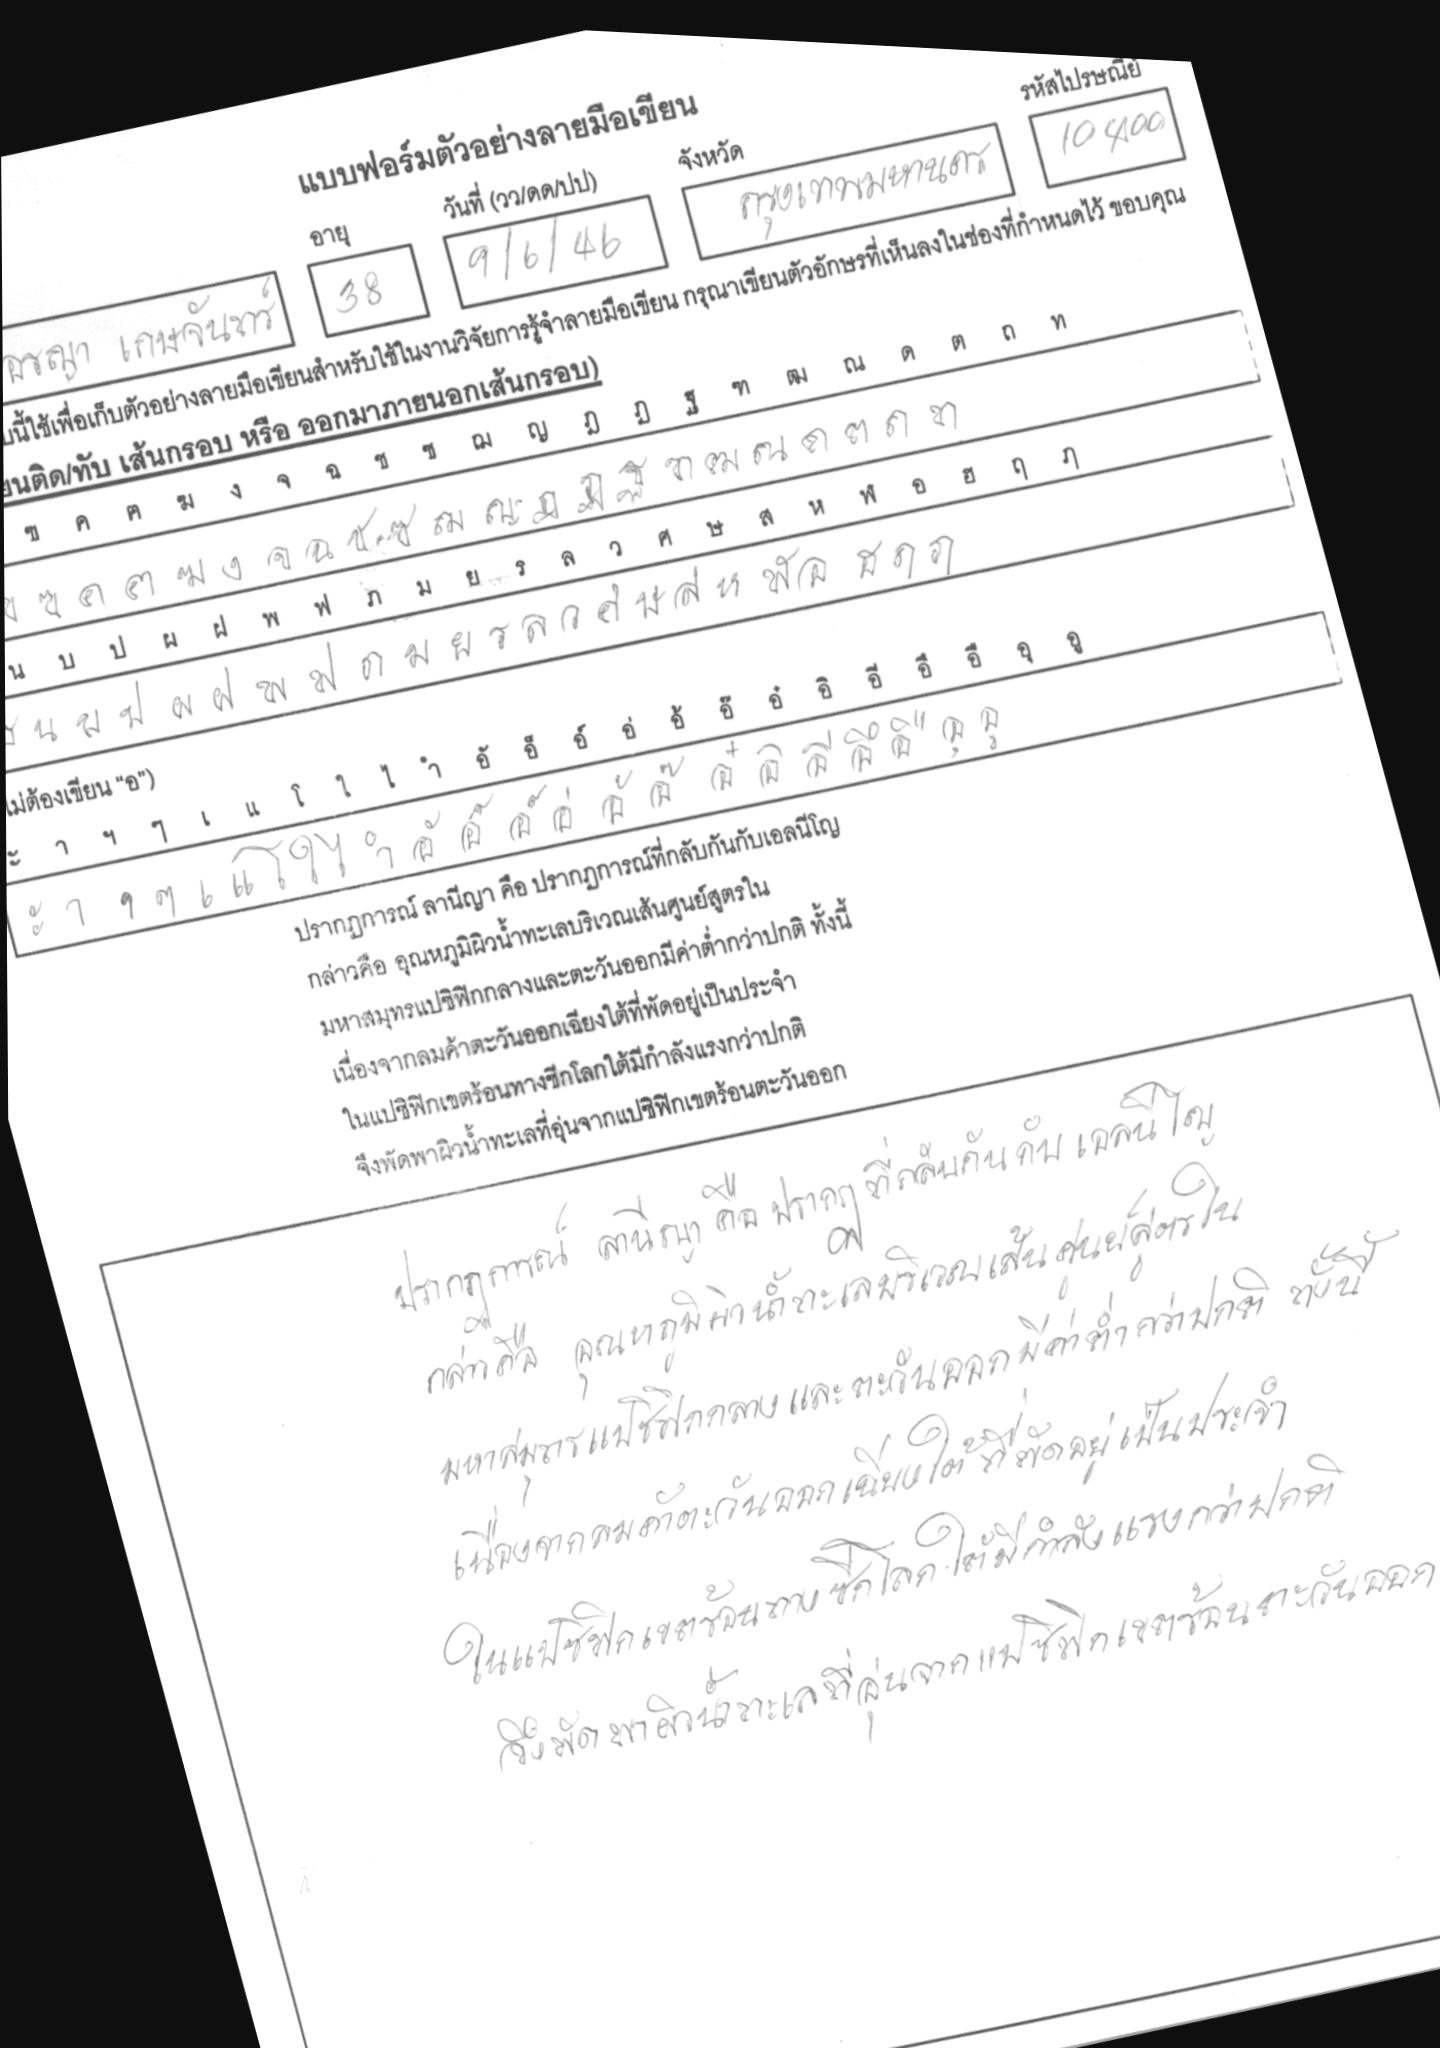 แบบฟอร์มตัวอย่างลายมือเขียน
อายุ วันที่ (วว/ดด/ปป) จังหวัด รหัสไปรษณีย์
อรญา เกษจันทร์ 38 9/6/46 กรุงเทพมหานคร 10400
บนี้ใช้เพื่อเก็บตัวอย่างลายมือเขียนสำหรับใช้ในงานวิจัยการรู้จำลายมือเขียน กรุณาเขียนตัวอักษรที่เห็นลงในช่องที่กำหนดไว้ ขอบคุณ
ยนติด/ทับ เส้นกรอบ หรือ ออกมาภายนอกเส้นกรอบ)
ฃ ค ฅ ฆ ง จ ฉ ช ซ ฌ ญ ฎ ฏ ฐ ฑ ฒ ณ ด ต ถ ท
ข ฃ ค ฅ ฆ ง จ ฉ ช ซ ฌ ญ ฎ ฏ ฐ ฑ ฒ ณ ด ต ถ ท
น บ ป ผ ฝ พ ฟ ภ ม ย ร ล ว ศ ษ ส ห ฬ อ ฮ ฤ ฦ
ธ น บ ป ผ ฝ พ ฟ ภ ม ย ร ล ว ศ ษ ส ห ฬ อ ฮ ฤ ฦ
ไม่ต้องเขียน "อ")
ะ า ฯ ๆ เ แ โ ใ ไ ำ อั อ็ อ์ อ่ อ้ อ๊ อ๋ อิ อี อึ อื อุ อู
ะ า ฯ ๆ เ แ โ ใ ไ ำ อั อ็ อ์ อ่ อ้ อ๊ อ๋ อิ อี อึ อื อุ อู
ปรากฏการณ์ ลานีญา คือ ปรากฏการณ์ที่กลับกันกับเอลนีโญ
กล่าวคือ อุณหภูมิผิวน้ำทะเลบริเวณเส้นศูนย์สูตรใน
มหาสมุทรแปซิฟิกกลางและตะวันออกมีค่าต่ำกว่าปกติ ทั้งนี้
เนื่องจากลมค้าตะวันออกเฉียงใต้ที่พัดอยู่เป็นประจำ
ในแปซิฟิกเขตร้อนทางซีกโลกใต้มีกำลังแรงกว่าปกติ
จึงพัดพาผิวน้ำทะเลที่อุ่นจากแปซิฟิกเขตร้อนตะวันออก
ปรากฏการณ์ ลานีญา คือ ปรากฏ ที่กลับกันกับ เอลนีโญ
กล่าวคือ อุณหภูมิผิวน้ำทะเลบริเวณเส้นศูนย์สูตรใน
มหาสมุทรแปซิฟิกกลาง และตะวันออก มีค่าต่ำกว่าปกติ ทั้งนี้
เนื่องจากลมค้าตะวันออกเฉียงใต้ ที่พัดอยู่เป็นประจำ
ในแปซิฟิกเขตร้อนทาง ซีกโลกใต้มีกำลัง แรงกว่าปกติ
จึงพัดพาผิวน้ำทะเลที่อุ่นจากแปซิฟิกเขตร้อนตะวันออก